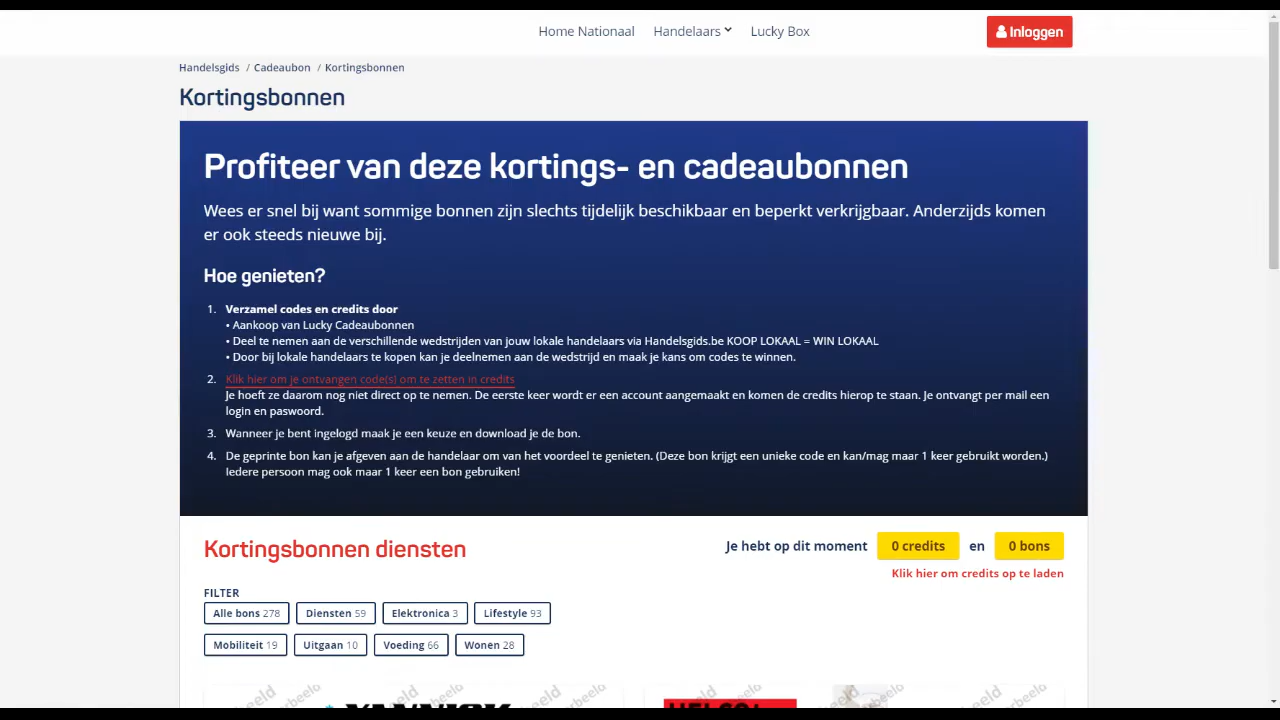 Home Nationaal Handelaars Lucky Box Inloggen
Handelsgids / Cadeaubon / Kortingsbonnen
Kortingsbonnen
Profiteer van deze kortings- en cadeaubonnen
Wees er snel bij want sommige bonnen zijn slechts tijdelijk beschikbaar en beperkt verkrijgbaar. Anderzijds komen
er ook steeds nieuwe bij.
Hoe genieten?
1. Verzamel codes en credits door
• Aankoop van Lucky Cadeaubonnen
• Deel te nemen aan de verschillende wedstrijden van jouw lokale handelaars via Handelsgids.be KOOP LOKAAL = WIN LOKAAL
• Door bij lokale handelaars te kopen kan je deelnemen aan de wedstrijd en maak je kans om codes te winnen.
2. Klik hier om je ontvangen code(s) om te zetten in credits
Je hoeft ze daarom nog niet direct op te nemen. De eerste keer wordt er een account aangemaakt en komen de credits hierop te staan. Je ontvangt per mail een
login en paswoord.
3. Wanneer je bent ingelogd maak je een keuze en download je de bon.
4. De geprinte bon kan je afgeven aan de handelaar om van het voordeel te genieten. (Deze bon krijgt een unieke code en kan/mag maar 1 keer gebruikt worden.)
Iedere persoon mag ook maar 1 keer een bon gebruiken!
Kortingsbonnen diensten
Je hebt op dit moment 0 credits en 0 bons
Klik hier om credits op te laden
FILTER
Alle bons 278 Diensten 59 Elektronica 3 Lifestyle 93
Mobiliteit 19 Uitgaan 10 Voeding 66 Wonen 28